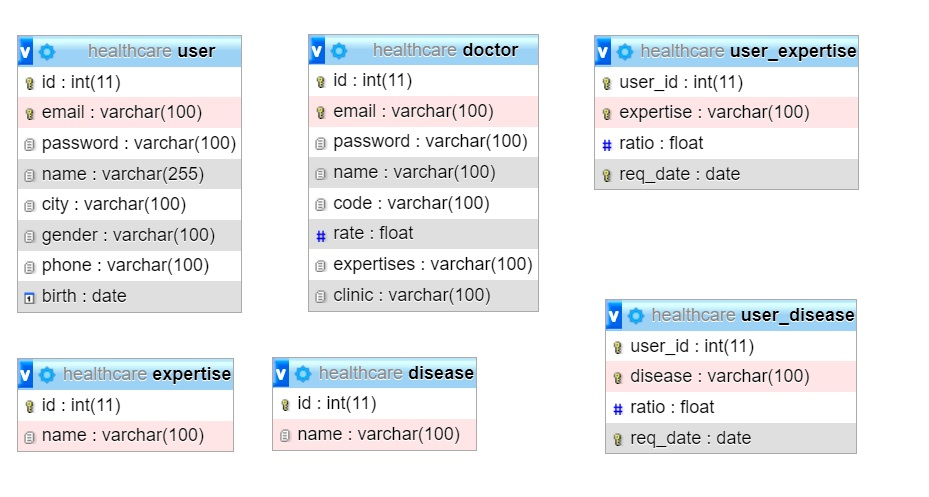 healthcare user
id : int(11)
email : varchar(100)
password : varchar(100)
name : varchar(255)
city : varchar(100)
gender : varchar(100)
phone : varchar(100)
birth : date
healthcare doctor
id : int(11)
email : varchar(100)
password : varchar(100)
name : varchar(100)
code : varchar(100)
# rate : float
expertises : varchar(100)
clinic : varchar(100)
healthcare user_expertise
user_id : int(11)
expertise : varchar(100)
# ratio : float
req_date : date
healthcare expertise
id : int(11)
name : varchar(100)
healthcare disease
id : int(11)
name : varchar(100)
healthcare user_disease
user_id : int(11)
disease : varchar(100)
# ratio : float
req_date : date